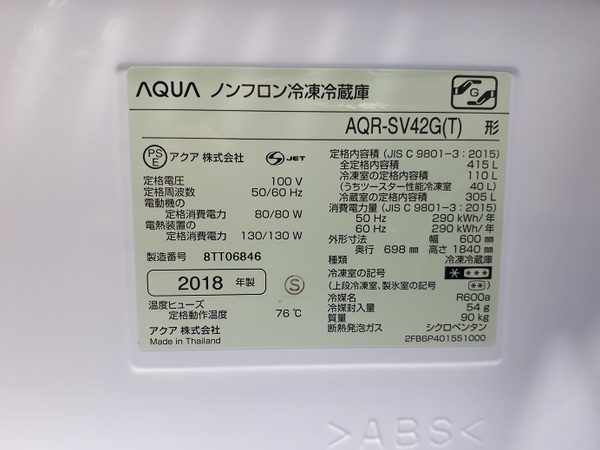 AQUA ノンフロン冷凍冷蔵庫
G
AQR-SV42G(T) 形
PS E アクア 株式会社 S JET
定格電圧 100 V
定格周波数 50/60 Hz
電動機の
定格消費電力 80/80 W
電熱装置の
定格消費電力 130/130 W
製造番号 8TT06846
2018 年製 S
温度ヒューズ
定格動作温度 76℃
アクア 株式会社
Made in Thailand
定格内容積 (JIS C 9801-3 : 2015)
全定格内容積 415 L
冷凍室の定格内容積 110 L
(うちツースター性能冷凍室 40 L)
冷蔵室の定格内容積 305 L
消費電力量 (JIS C 9801-3 : 2015)
50 Hz 290 kWh/年
60 Hz 290 kWh/年
外形寸法 幅 600 ㎜
奥行 698 ㎜ 高さ 1840 ㎜
種類 冷凍冷蔵庫
冷凍室の記号 * ***
(上段冷凍室、製氷室の記号 **)
冷媒名 R600a
冷媒封入量 54 g
質量 90 kg
断熱発泡ガス シクロペンタン
2FB6P401551000
>ABS<